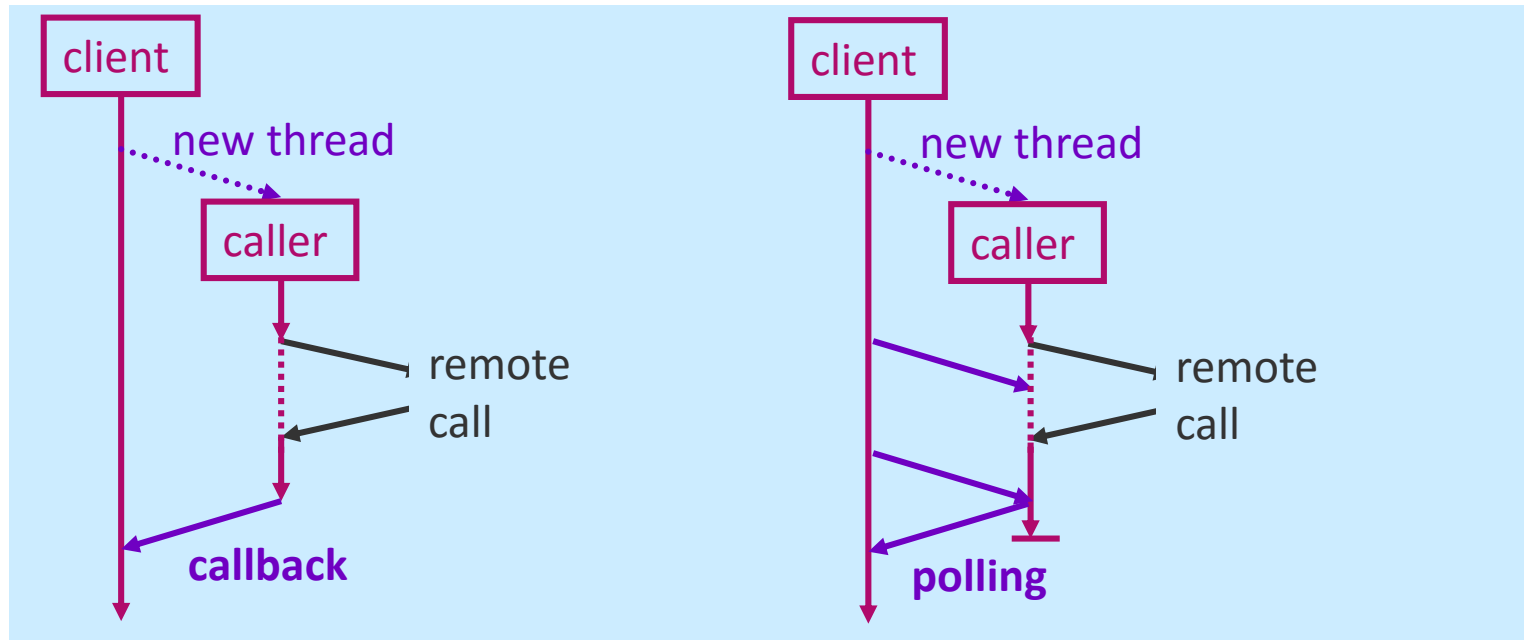 client
new thread
caller
remote
call
callback
client
new thread
caller
remote
call
polling